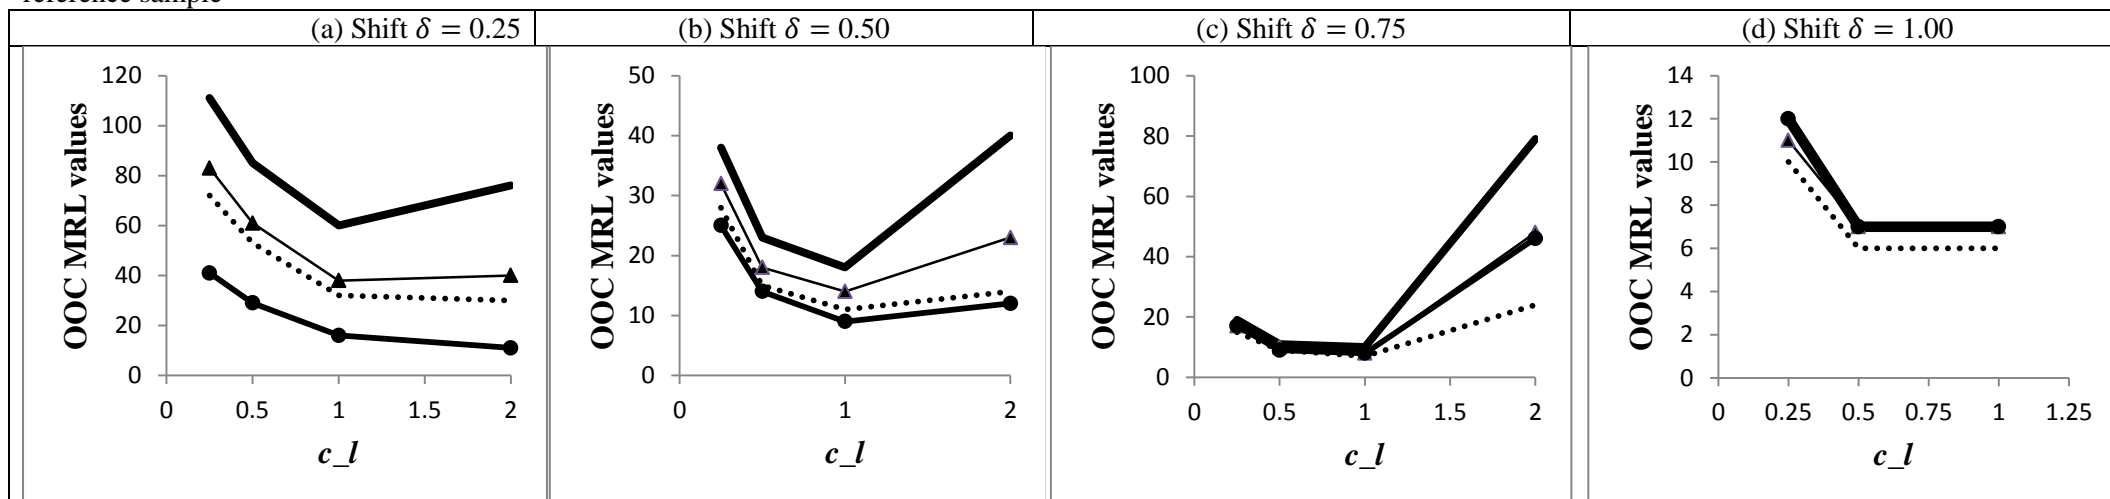 reference sample
(a) Shift δ = 0.25
(b) Shift δ = 0.50
(c) Shift δ = 0.75
(d) Shift δ = 1.00
OOC MRL values
120
100
80
60
40
20
0
0 0.5 1 1.5 2
c_l
OOC MRL values
50
40
30
20
10
0
0 1 2
c_l
OOC MRL values
100
80
60
40
20
0
0 0.5 1 1.5 2
c_l
OOC MRL values
14
12
10
8
6
4
2
0
0 0.25 0.5 0.75 1 1.25
c_l